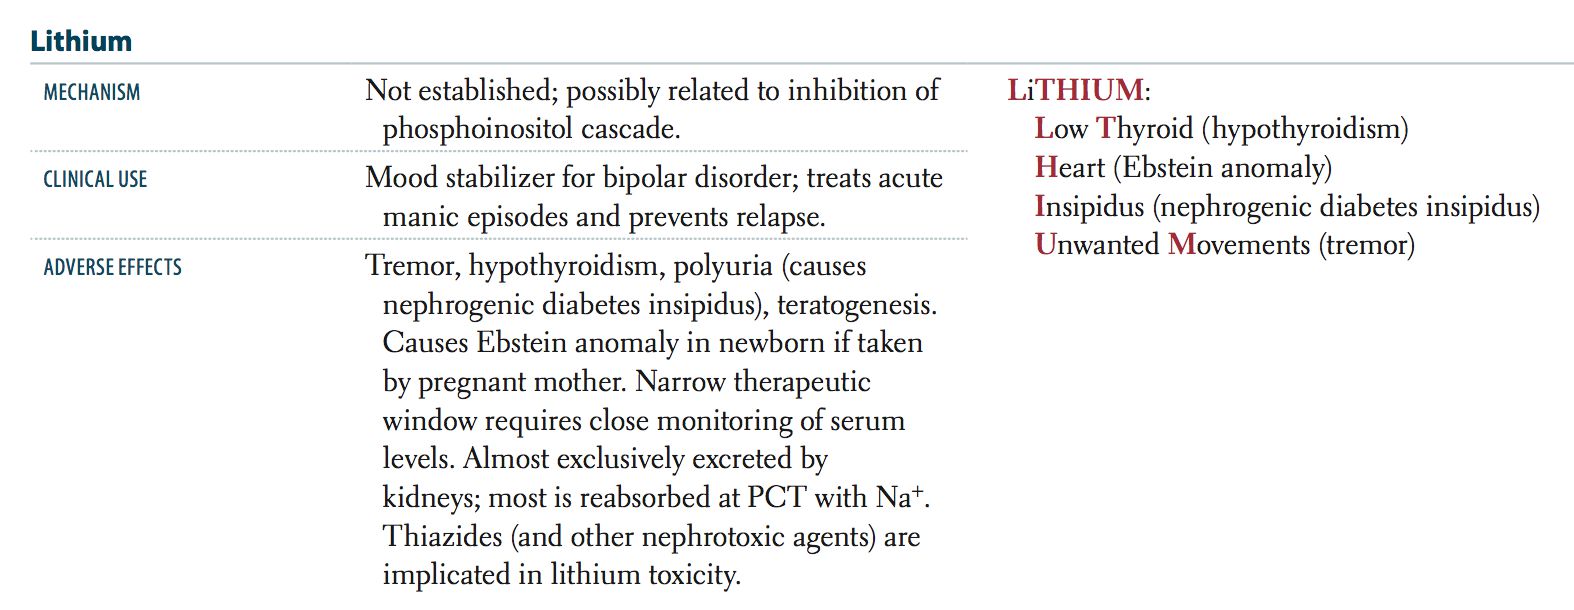 Lithium
MECHANISM
Not established; possibly related to inhibition of
phosphoinositol cascade.
CLINICAL USE
Mood stabilizer for bipolar disorder; treats acute
manic episodes and prevents relapse.
ADVERSE EFFECTS
Tremor, hypothyroidism, polyuria (causes
nephrogenic diabetes insipidus), teratogenesis.
Causes Ebstein anomaly in newborn if taken
by pregnant mother. Narrow therapeutic
window requires close monitoring of serum
levels. Almost exclusively excreted by
kidneys; most is reabsorbed at PCT with Na⁺.
Thiazides (and other nephrotoxic agents) are
implicated in lithium toxicity.
LiTHIUM:
Low Thyroid (hypothyroidism)
Heart (Ebstein anomaly)
Insipidus (nephrogenic diabetes insipidus)
Unwanted Movements (tremor)